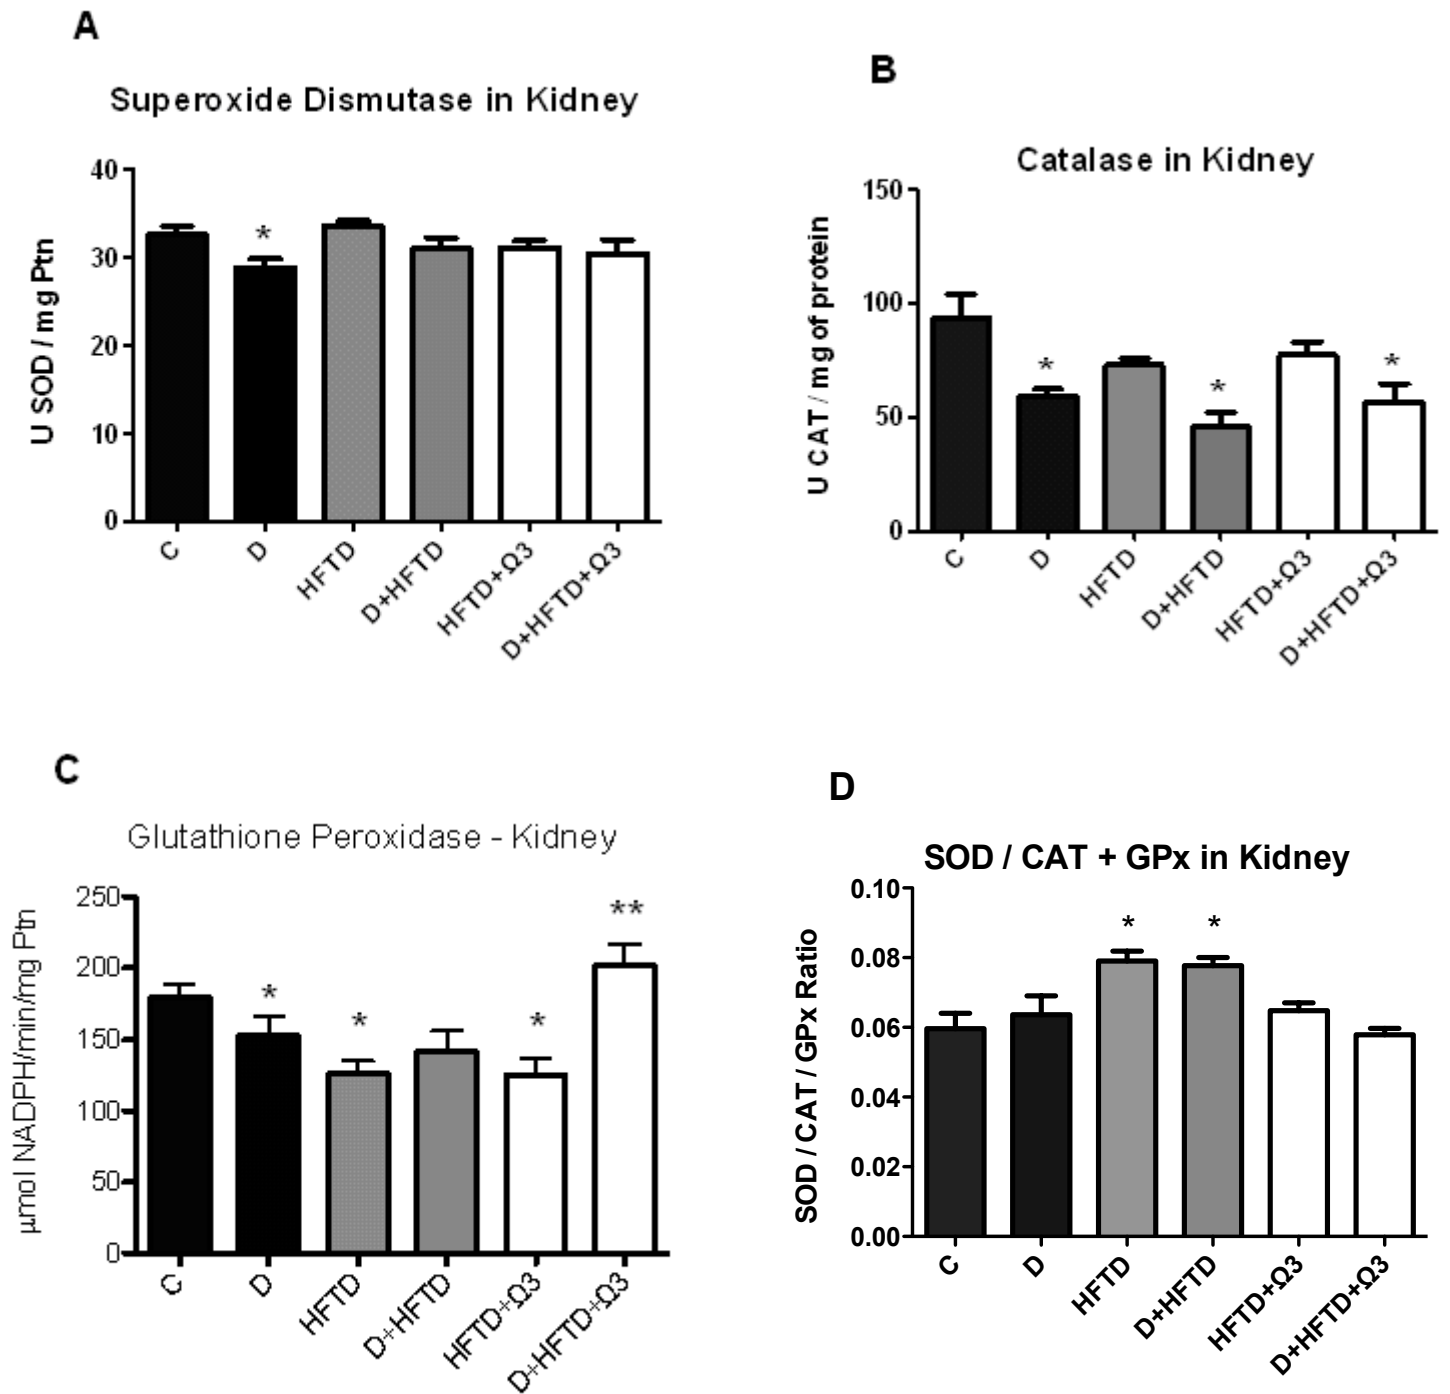 A
Superoxide Dismutase in Kidney
U SOD / mg Ptn
40
30
20
10
0
*
C
D
HFTD
D+HFTD
HFTD+Ω3
D+HFTD+Ω3
B
Catalase in Kidney
U CAT / mg of protein
150
100
50
0
*
*
*
C
D
HFTD
D+HFTD
HFTD+Ω3
D+HFTD+Ω3
C
Glutathione Peroxidase - Kidney
µmol NADPH/min/mg Ptn
250
200
150
100
50
0
*
*
*
**
C
D
HFTD
D+HFTD
HFTD+Ω3
D+HFTD+Ω3
D
SOD / CAT + GPx in Kidney
SOD / CAT / GPx Ratio
0.10
0.08
0.06
0.04
0.02
0.00
*
*
C
D
HFTD
D+HFTD
HFTD+Ω3
D+HFTD+Ω3